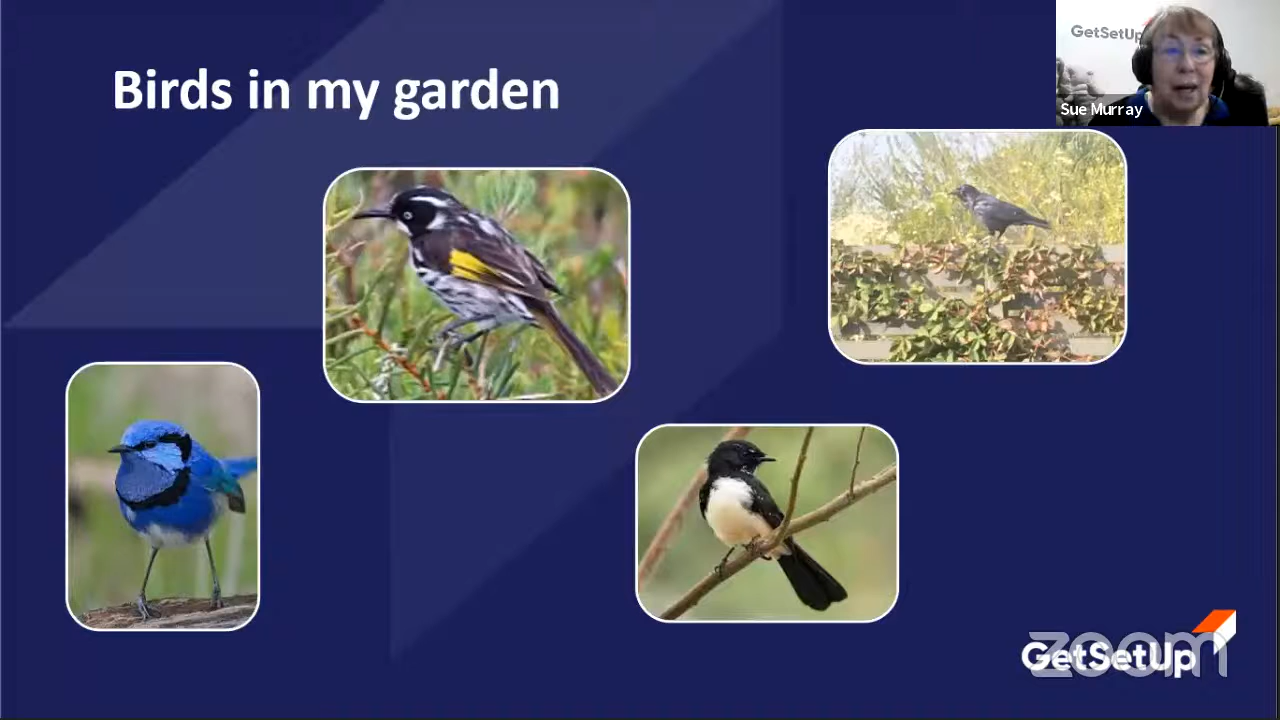 Birds in my garden
GetSetUp
Sue Murray
zoom
GetSetUp